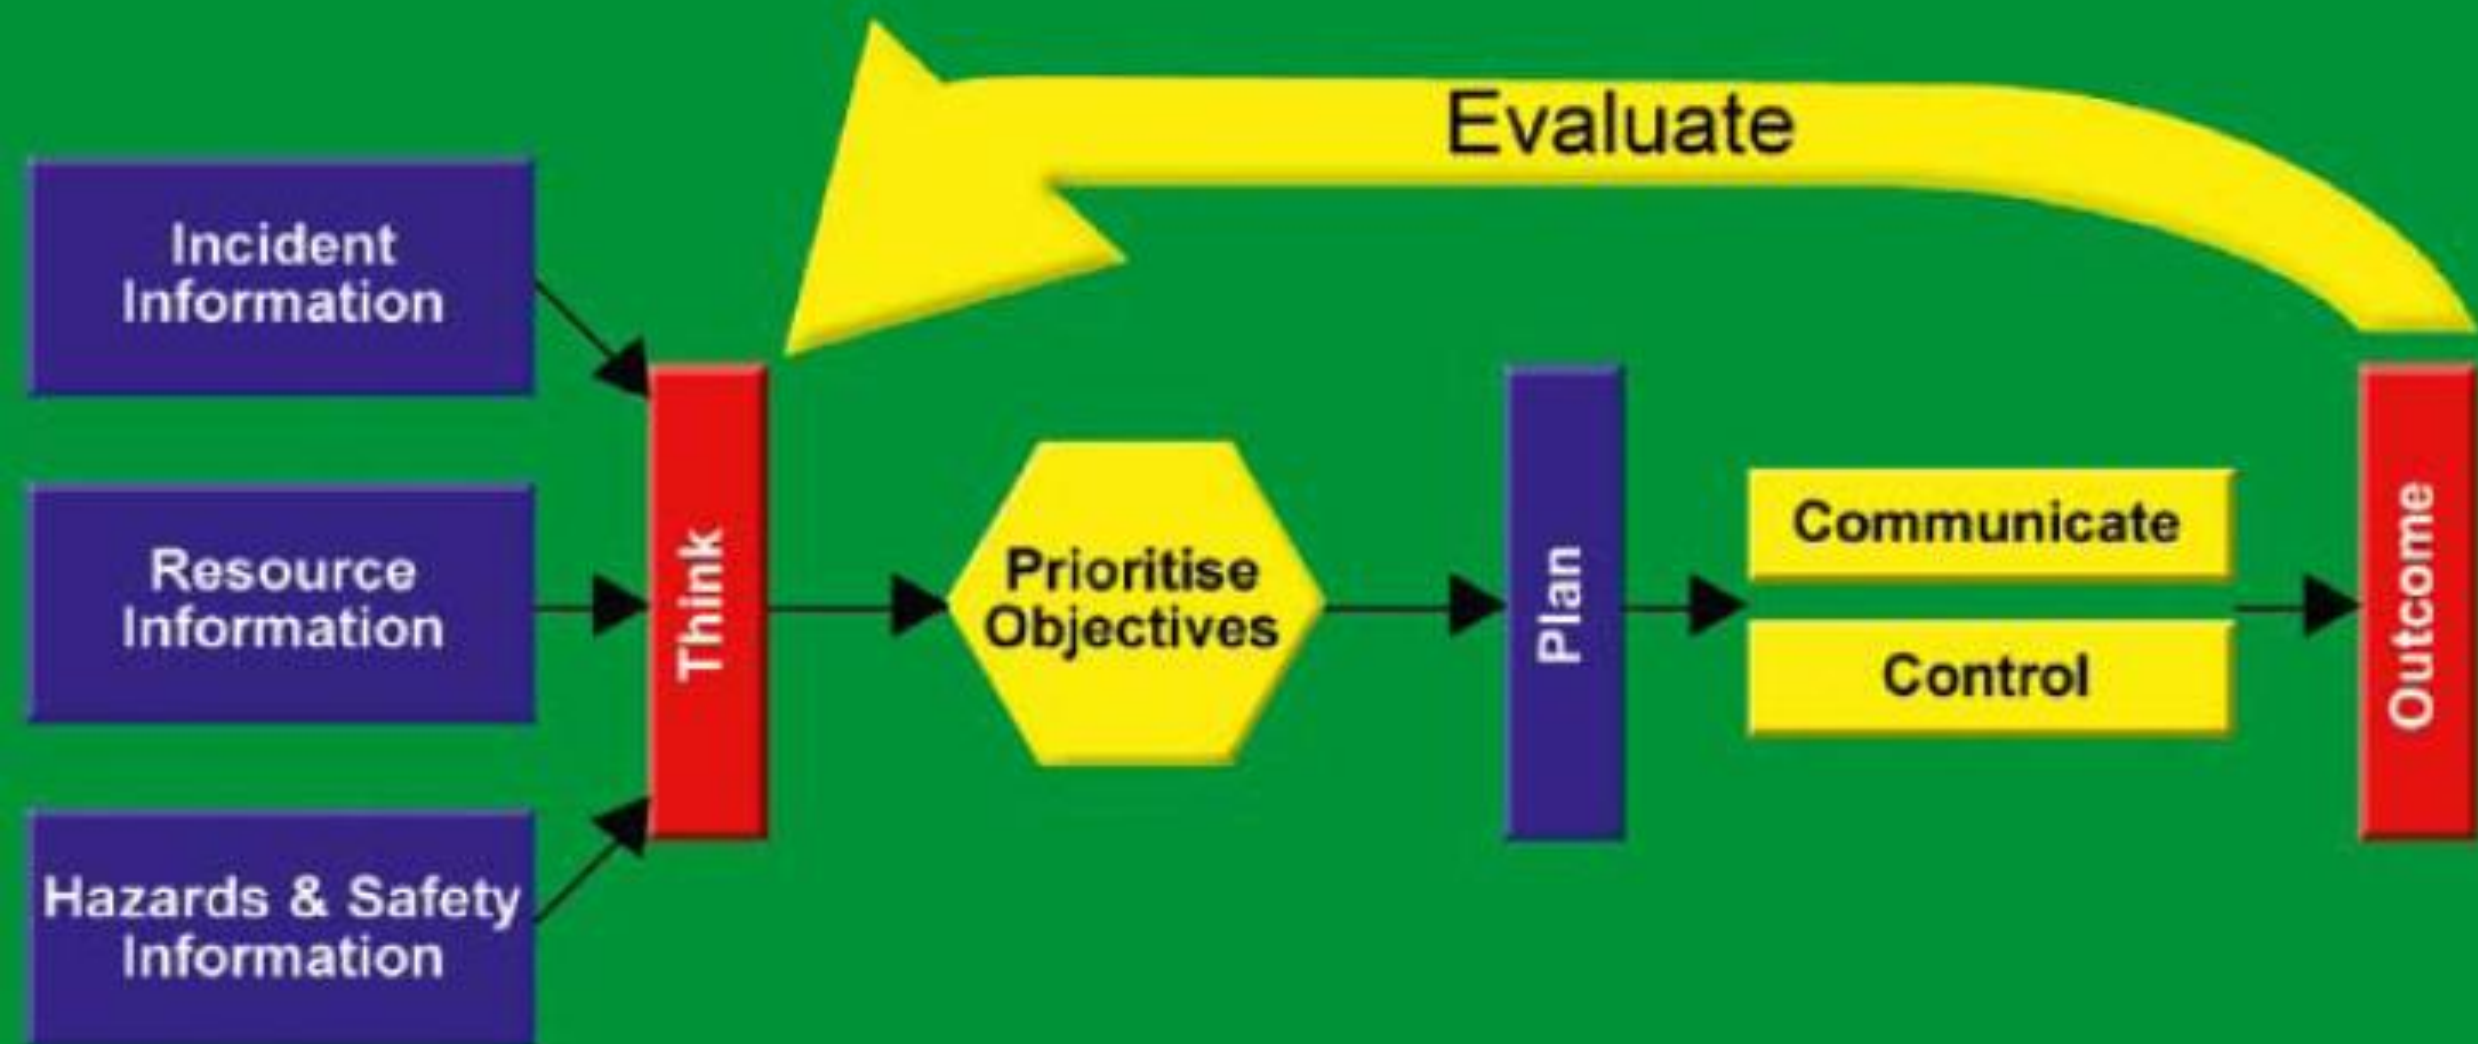 Evaluate
Incident
Information
Resource
Information
Hazards & Safety
Information
Think
Prioritise
Objectives
Plan
Communicate
Control
Outcome